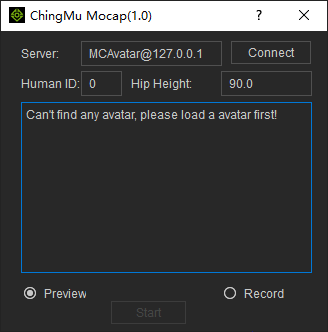 ChingMu Mocap(1.0)
?
Server: MCAvatar@127.0.0.1 Connect
Human ID: 0 Hip Height: 90.0
Can't find any avatar, please load a avatar first!
Preview Record
Start